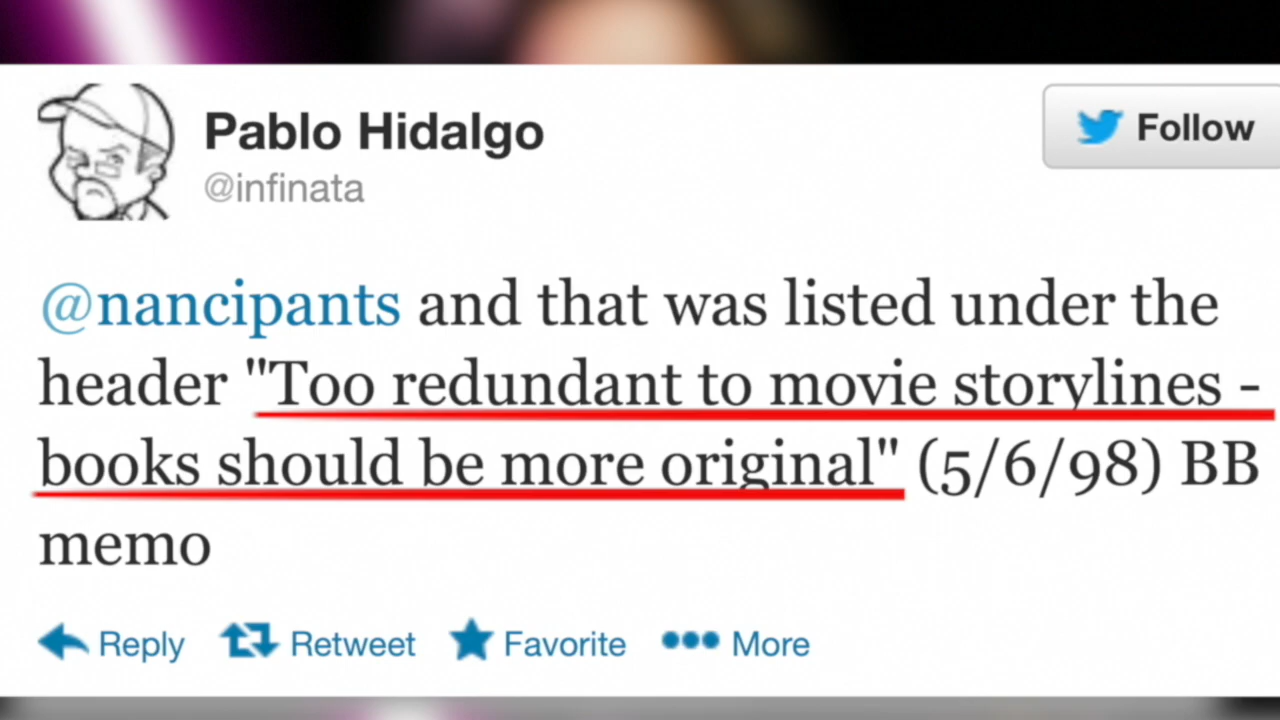 Pablo Hidalgo
@infinata
Follow
@nancipants and that was listed under the
header "Too redundant to movie storylines -
books should be more original" (5/6/98) BB
memo
Reply Retweet Favorite More